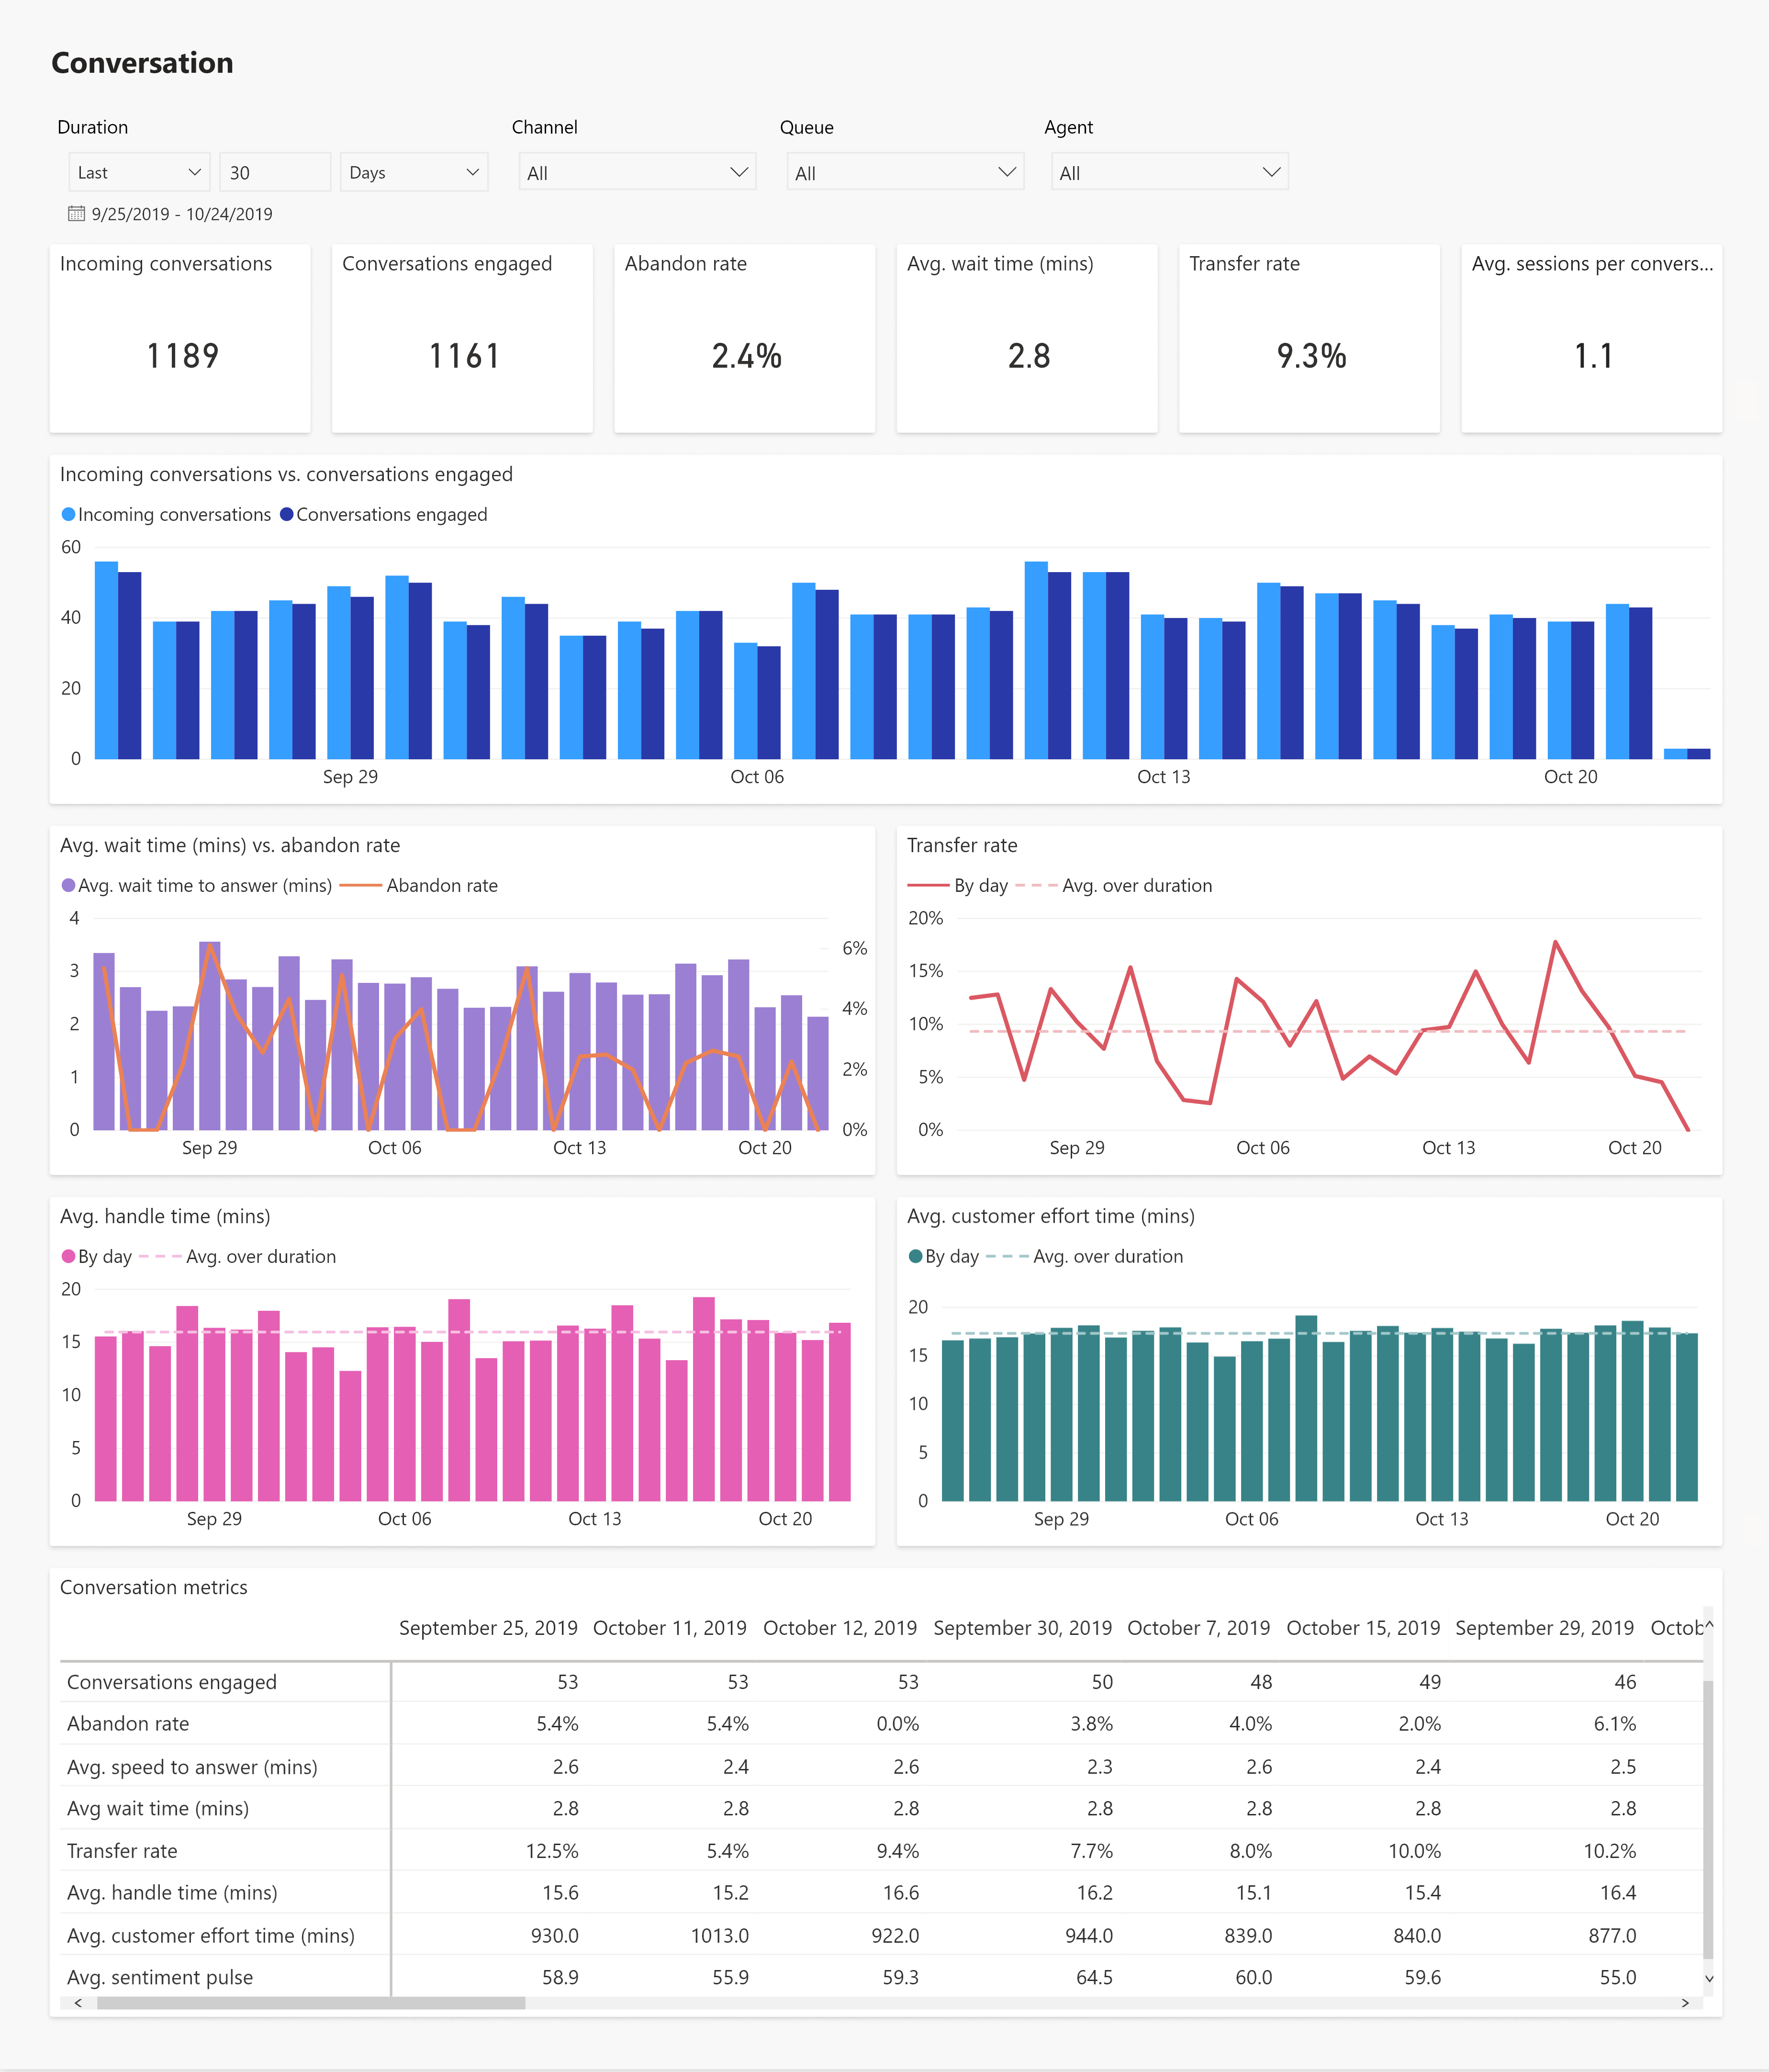 Conversation
Duration Channel Queue Agent
Last 30 Days All All All
9/25/2019 - 10/24/2019
Incoming conversations Conversations engaged Abandon rate Avg. wait time (mins) Transfer rate Avg. sessions per convers...
1189 1161 2.4% 2.8 9.3% 1.1
Incoming conversations vs. conversations engaged
Incoming conversations Conversations engaged
60
40
20
0
Sep 29 Oct 06 Oct 13 Oct 20
Avg. wait time (mins) vs. abandon rate
Avg. wait time to answer (mins) Abandon rate
4
3
2
1
0
6%
4%
2%
0%
Sep 29 Oct 06 Oct 13 Oct 20
Transfer rate
By day Avg. over duration
20%
15%
10%
5%
0%
Sep 29 Oct 06 Oct 13 Oct 20
Avg. handle time (mins)
By day Avg. over duration
20
15
10
5
0
Sep 29 Oct 06 Oct 13 Oct 20
Avg. customer effort time (mins)
By day Avg. over duration
20
15
10
5
0
Sep 29 Oct 06 Oct 13 Oct 20
Conversation metrics
September 25, 2019 October 11, 2019 October 12, 2019 September 30, 2019 October 7, 2019 October 15, 2019 September 29, 2019 Octob
Conversations engaged 53 53 53 50 48 49 46
Abandon rate 5.4% 5.4% 0.0% 3.8% 4.0% 2.0% 6.1%
Avg. speed to answer (mins) 2.6 2.4 2.6 2.3 2.6 2.4 2.5
Avg wait time (mins) 2.8 2.8 2.8 2.8 2.8 2.8 2.8
Transfer rate 12.5% 5.4% 9.4% 7.7% 8.0% 10.0% 10.2%
Avg. handle time (mins) 15.6 15.2 16.6 16.2 15.1 15.4 16.4
Avg. customer effort time (mins) 930.0 1013.0 922.0 944.0 839.0 840.0 877.0
Avg. sentiment pulse 58.9 55.9 59.3 64.5 60.0 59.6 55.0